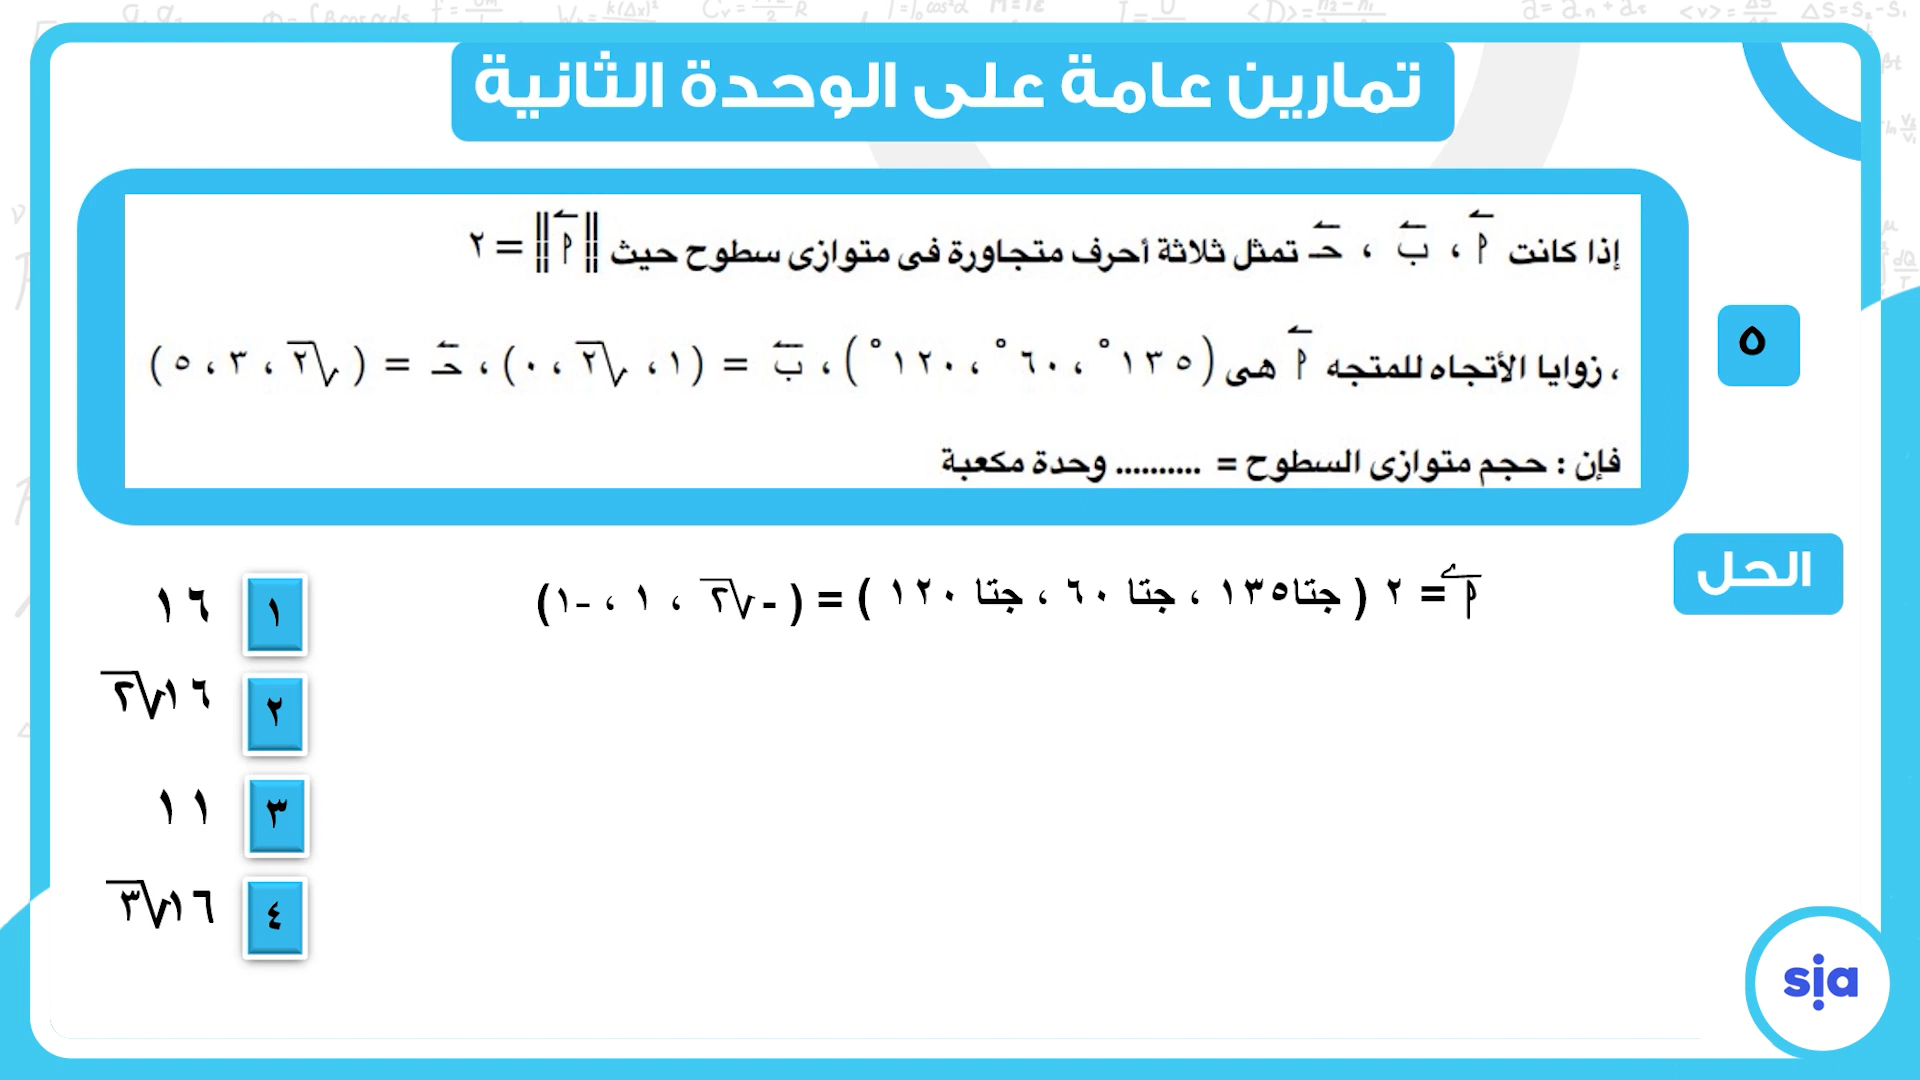 تمارين عامة على الوحدة الثانية
٥
إذا كانت أ ، ب ، حـ تمثل ثلاثة أحرف متجاورة فى متوازى سطوح حيث ‖أ‖ = ٢
، زوايا الأتجاه للمتجه أ هى (١٣٥° ، ٦٠° ، ١٢٠°) ، ب = (١ ، √٢ ، ٠) ، حـ = (√٢ ، ٣ ، ٥)
فإن : حجم متوازى السطوح = .......... وحدة مكعبة
الحل
أ = ٢ ( جتا١٣٥ ، جتا ٦٠ ، جتا ١٢٠ ) = ( -√٢ ، ١ ، -١)
١ ١٦
٢ ١٦√٢
٣ ١١
٤ ١٦√٣
sia